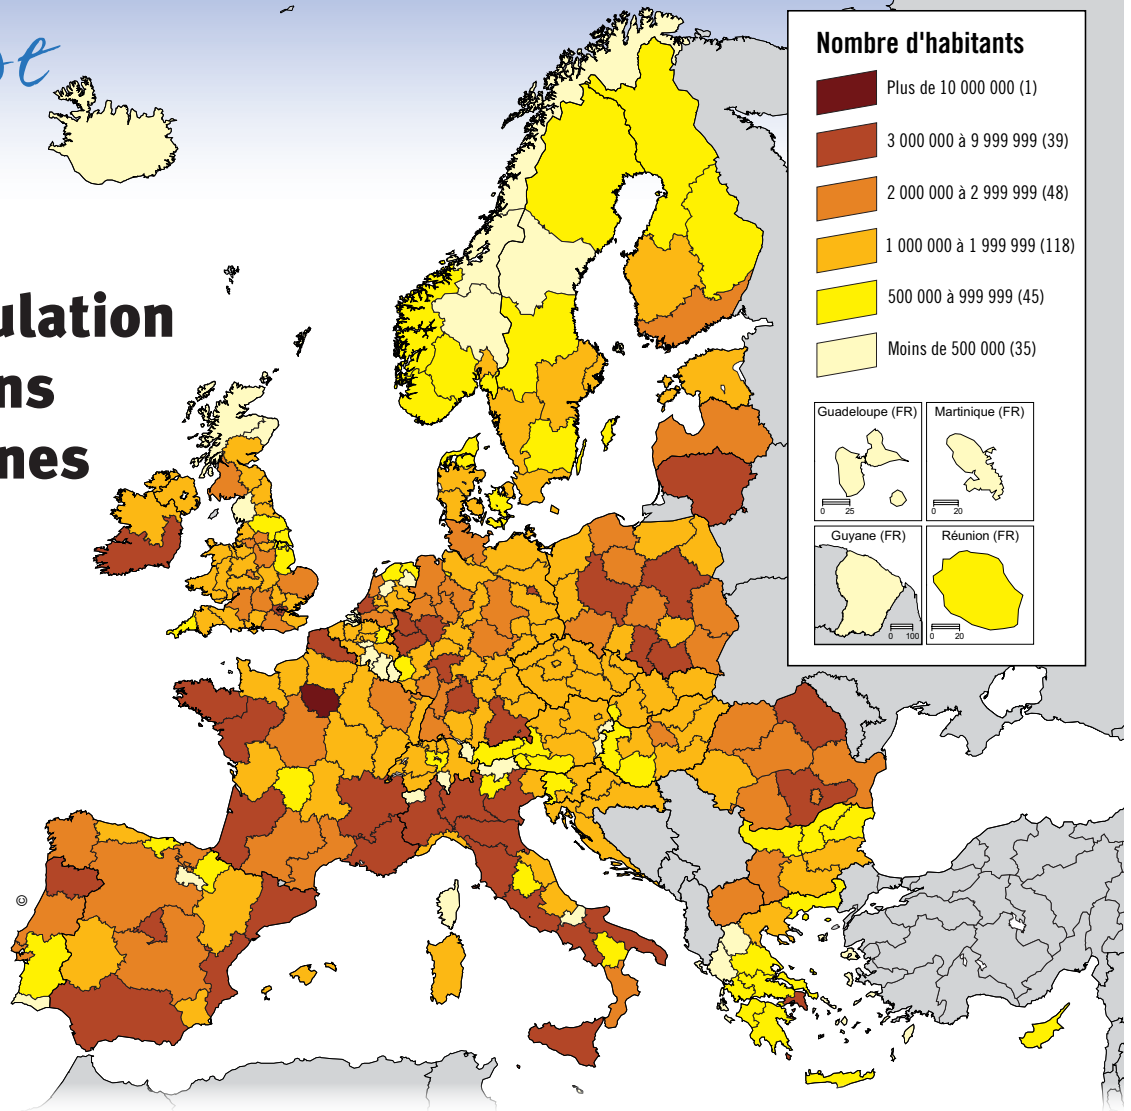 ulation
ns
nes
©
Nombre d'habitants
Plus de 10 000 000 (1)
3 000 000 à 9 999 999 (39)
2 000 000 à 2 999 999 (48)
1 000 000 à 1 999 999 (118)
500 000 à 999 999 (45)
Moins de 500 000 (35)
Guadeloupe (FR)
0 25
Martinique (FR)
0 20
Guyane (FR)
0 100
Réunion (FR)
0 20